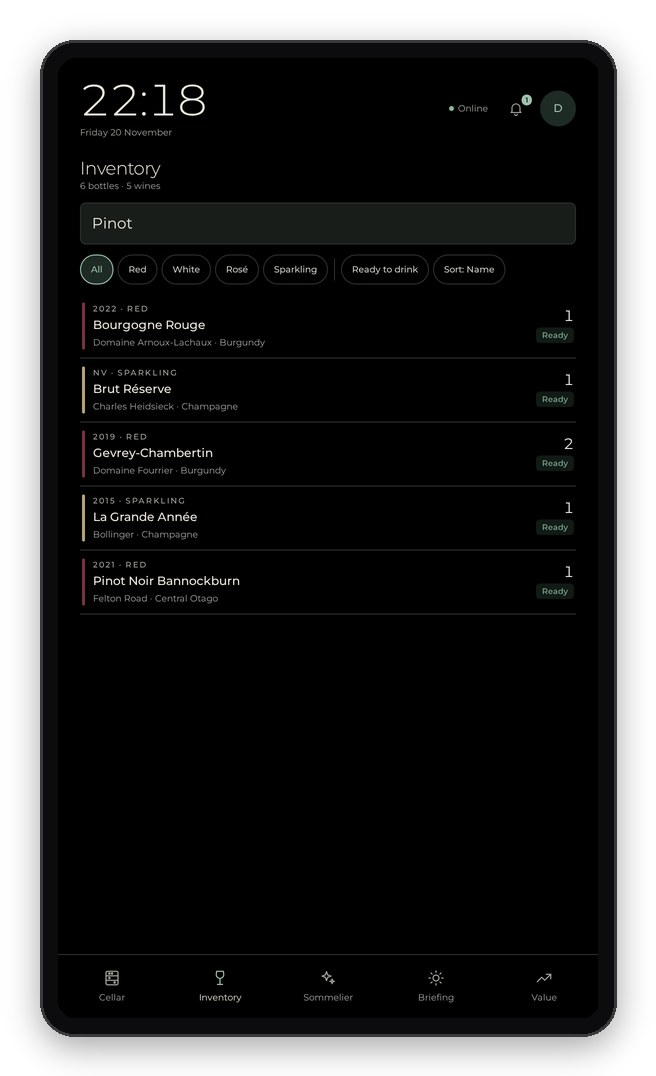 22:18
Online
1
D
Friday 20 November
Inventory
6 bottles · 5 wines
Pinot
All
Red
White
Rosé
Sparkling
Ready to drink
Sort: Name
2022 · RED
Bourgogne Rouge
Domaine Arnoux-Lachaux · Burgundy
1
Ready
NV · SPARKLING
Brut Réserve
Charles Heidsieck · Champagne
1
Ready
2019 · RED
Gevrey-Chambertin
Domaine Fourrier · Burgundy
2
Ready
2015 · SPARKLING
La Grande Année
Bollinger · Champagne
1
Ready
2021 · RED
Pinot Noir Bannockburn
Felton Road · Central Otago
1
Ready
Cellar
Inventory
Sommelier
Briefing
Value